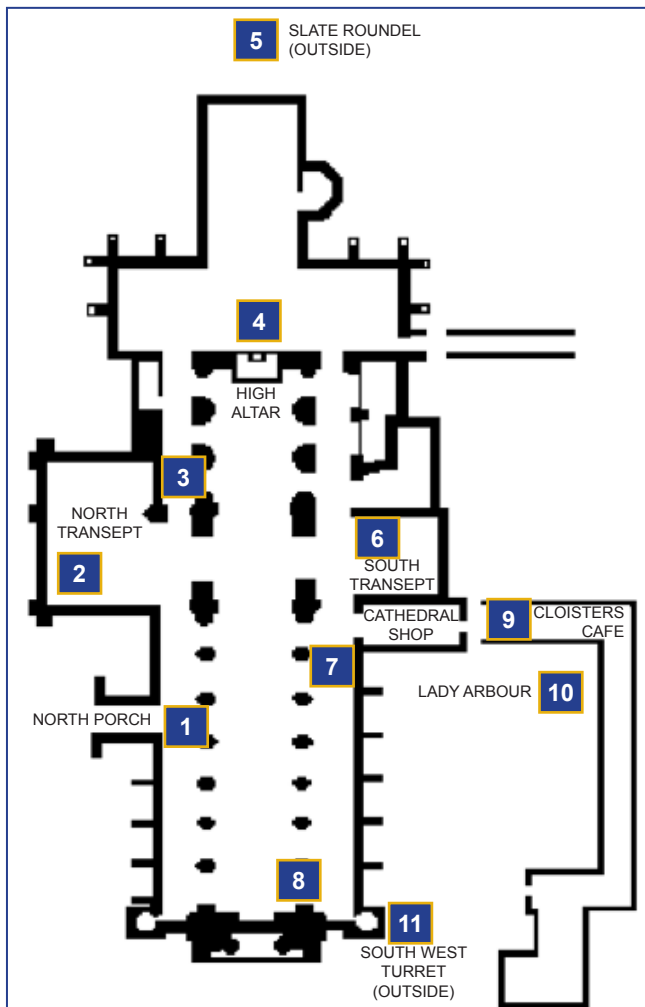 5
SLATE ROUNDEL
(OUTSIDE)
4
HIGH
ALTAR
3
NORTH
TRANSEPT
2
6
SOUTH
TRANSEPT
CATHEDRAL
SHOP
9
CLOISTERS
CAFE
7
LADY ARBOUR
10
NORTH PORCH
1
8
11
SOUTH WEST
TURRET
(OUTSIDE)